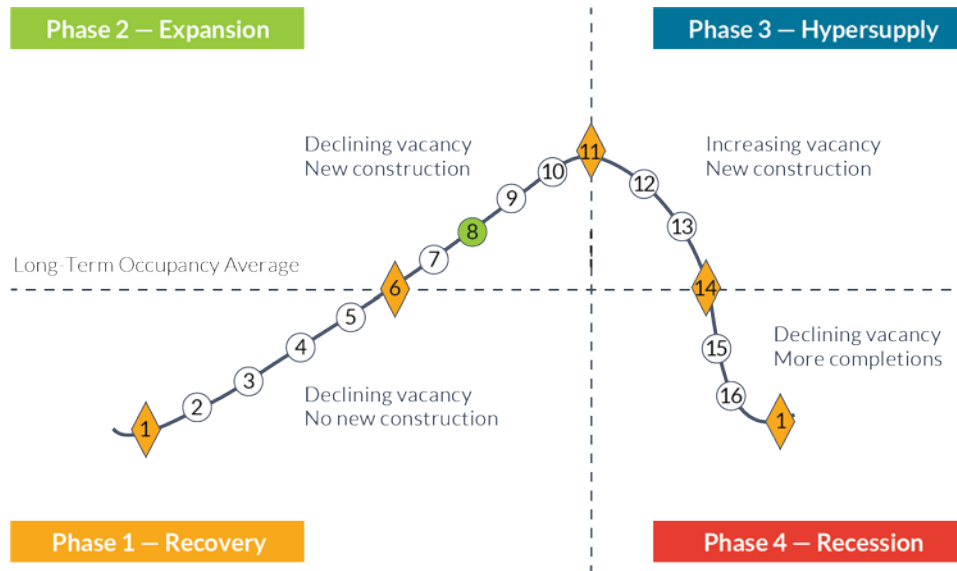 Phase 2 — Expansion
Phase 3 — Hypersupply
Declining vacancy
New construction
Increasing vacancy
New construction
11
10
12
9
13
8
7
Long-Term Occupancy Average
6
14
5
Declining vacancy
More completions
4
15
3
Declining vacancy
No new construction
2
16
1
1
Phase 1 — Recovery
Phase 4 — Recession